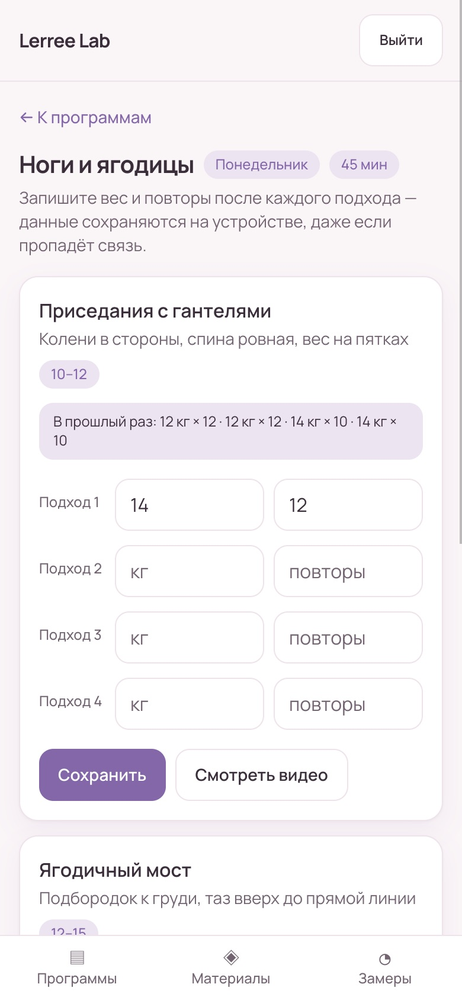 Lerree Lab
Выйти
← К программам
Ноги и ягодицы
Понедельник
45 мин
Запишите вес и повторы после каждого подхода —
данные сохраняются на устройстве, даже если
пропадёт связь.
Приседания с гантелями
Колени в стороны, спина ровная, вес на пятках
10–12
В прошлый раз: 12 кг × 12 · 12 кг × 12 · 14 кг × 10 · 14 кг ×
10
Подход 1
14
12
Подход 2
кг
повторы
Подход 3
кг
повторы
Подход 4
кг
повторы
Сохранить
Смотреть видео
Ягодичный мост
Подбородок к груди, таз вверх до прямой линии
12–15
Программы
Материалы
Замеры